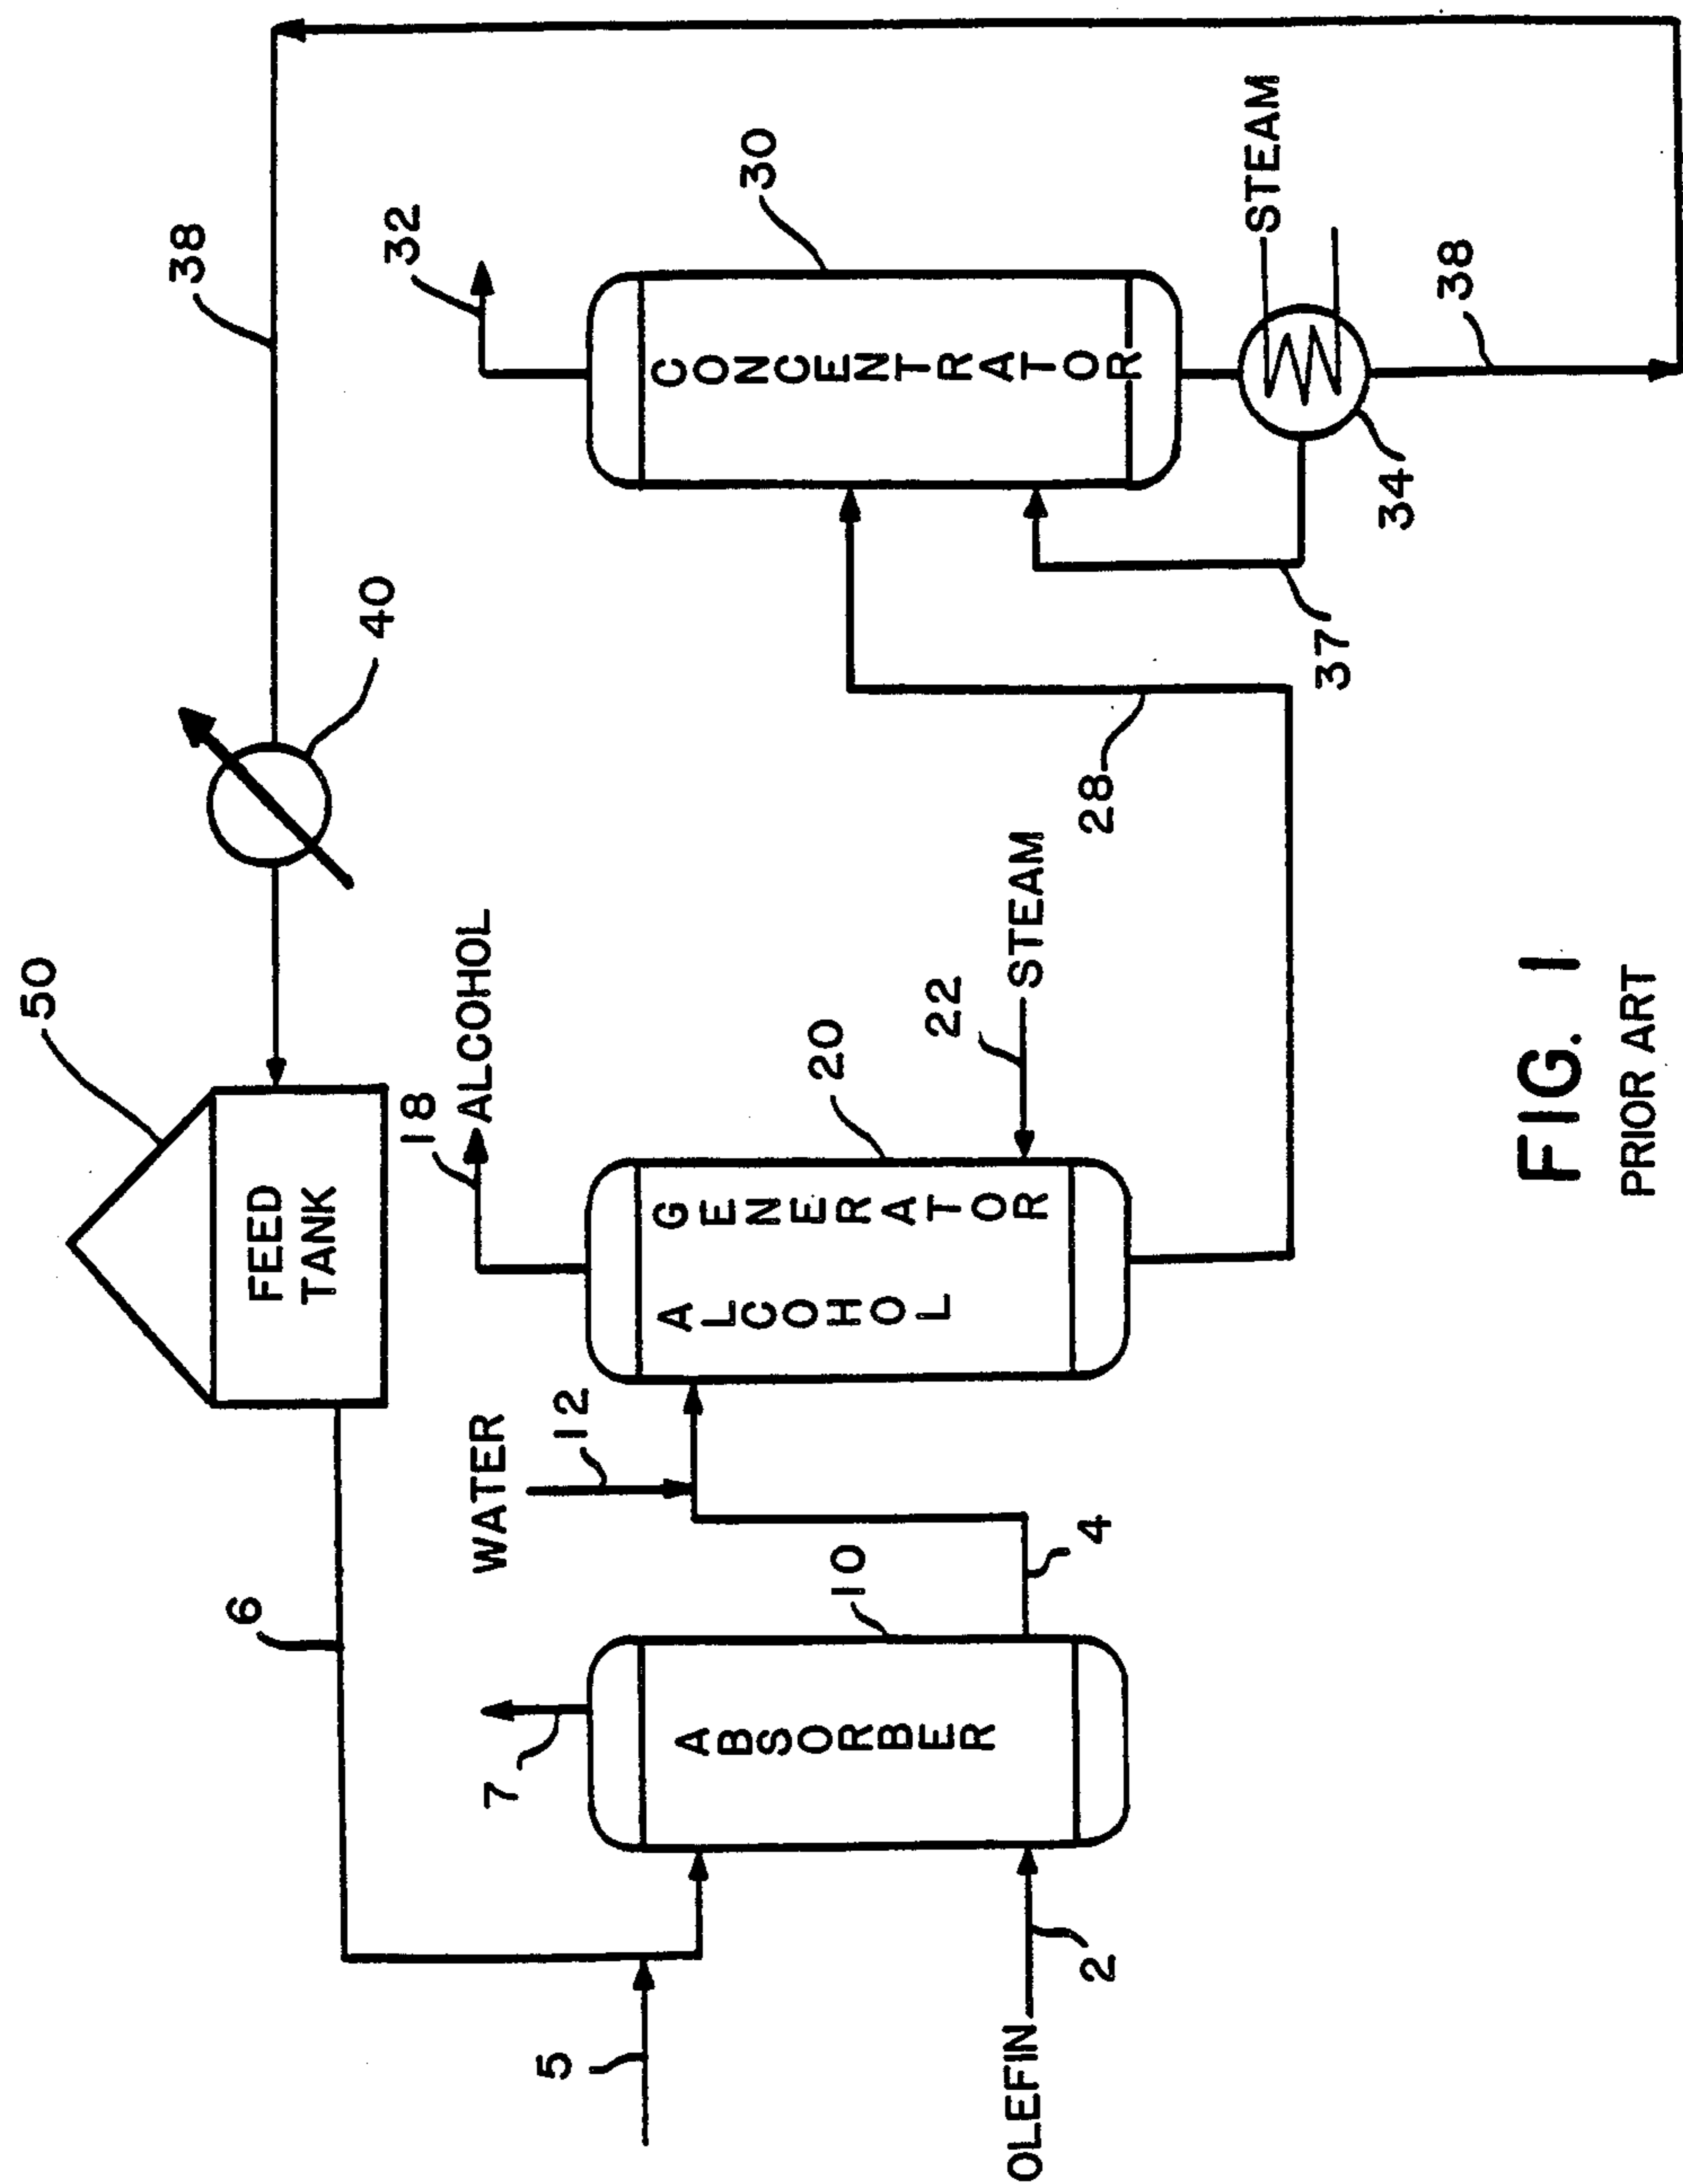 50
38
6
40
FEED
TANK
32
7
WATER
12
18
ALCOHOL
5
10
20
30
ABSORBER
ALCOHOL
GENERATOR
CONCENTRATOR
22
STEAM
STEAM
OLEFIN
2
4
28
37
34
38
FIG. 1
PRIOR ART